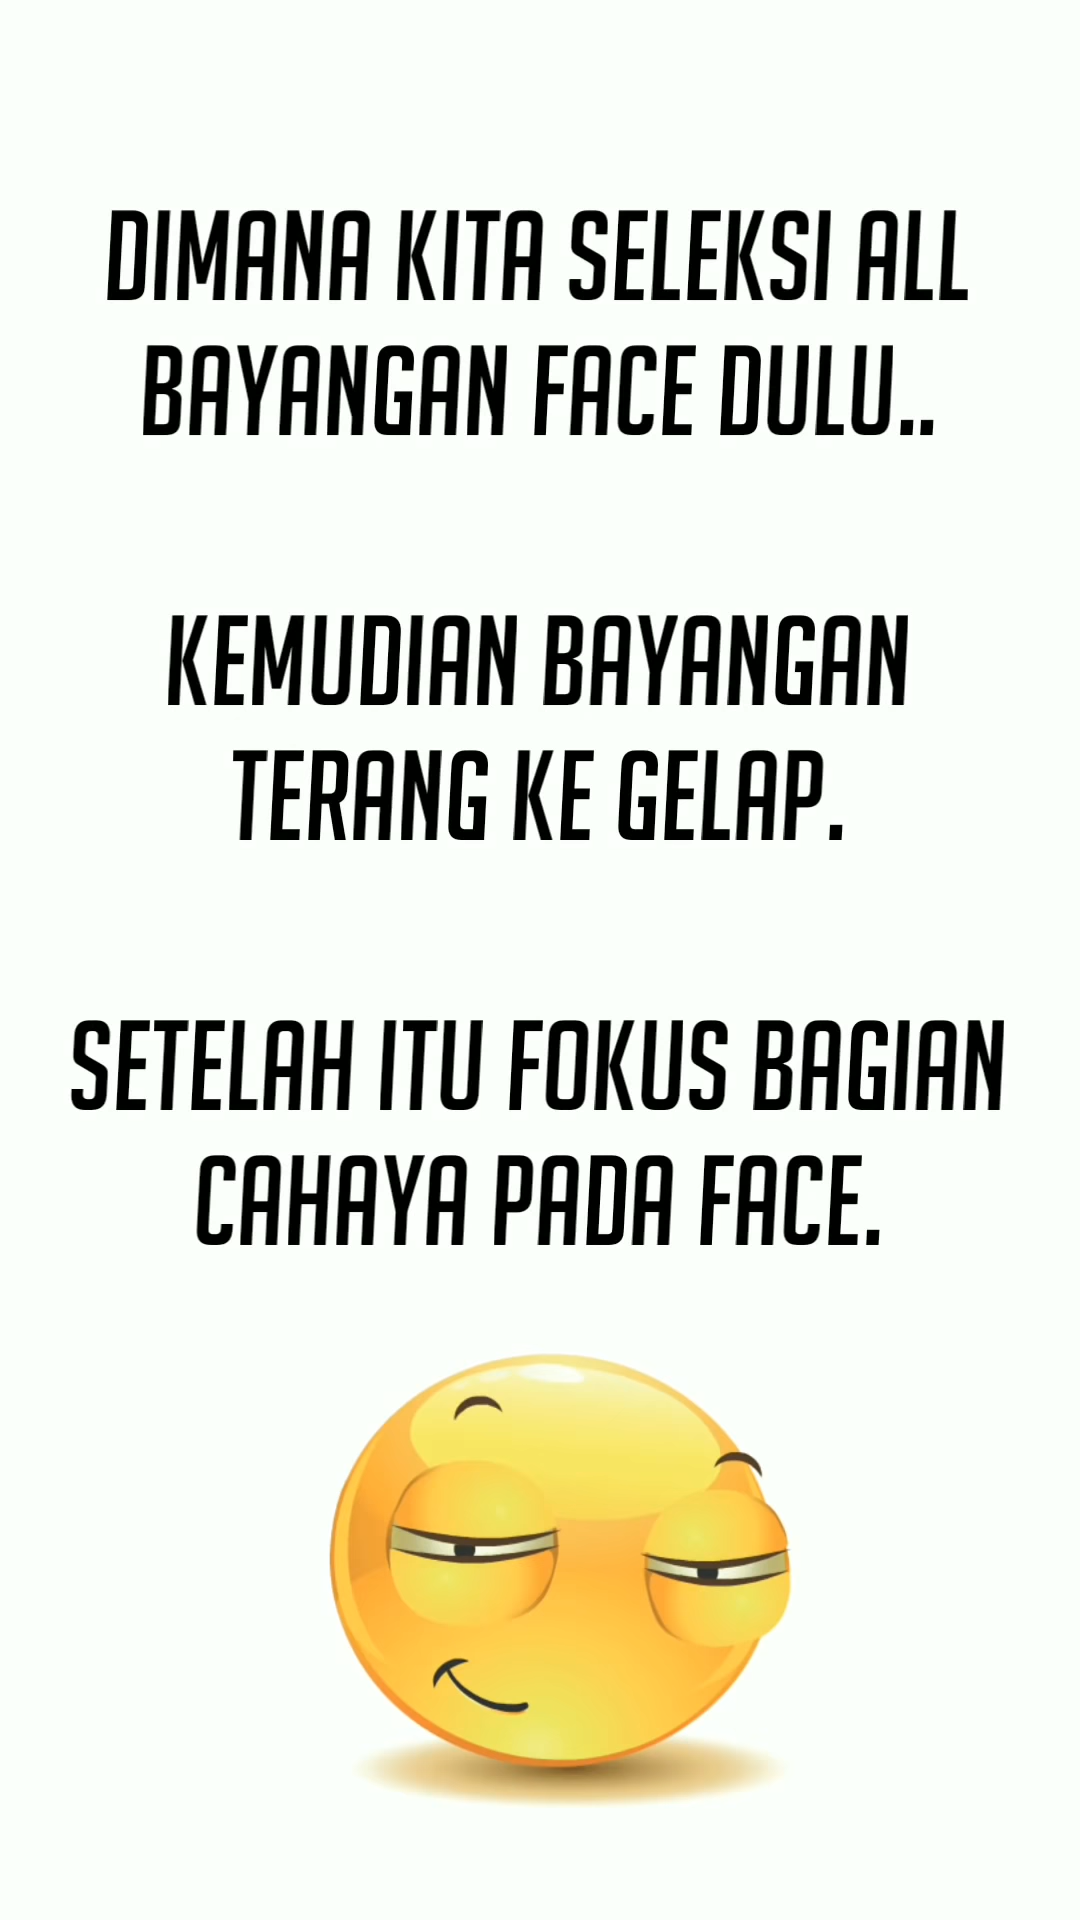 DIMANA KITA SELEKSI ALL
BAYANGAN FACE DULU..
KEMUDIAN BAYANGAN
TERANG KE GELAP.
SETELAH ITU FOKUS BAGIAN
CAHAYA PADA FACE.